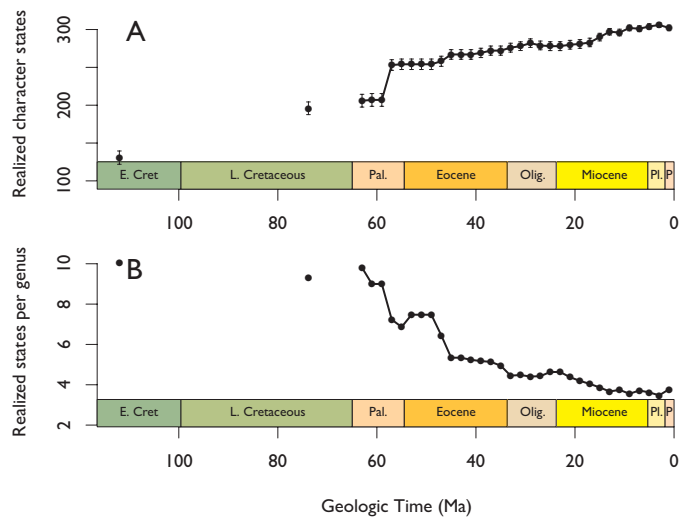 A
Realized character states
300
200
100
E. Cret
L. Cretaceous
Pal.
Eocene
Olig.
Miocene
Pl.
P
100
80
60
40
20
0
B
Realized states per genus
10
8
6
4
2
E. Cret
L. Cretaceous
Pal.
Eocene
Olig.
Miocene
Pl.
P
100
80
60
40
20
0
Geologic Time (Ma)